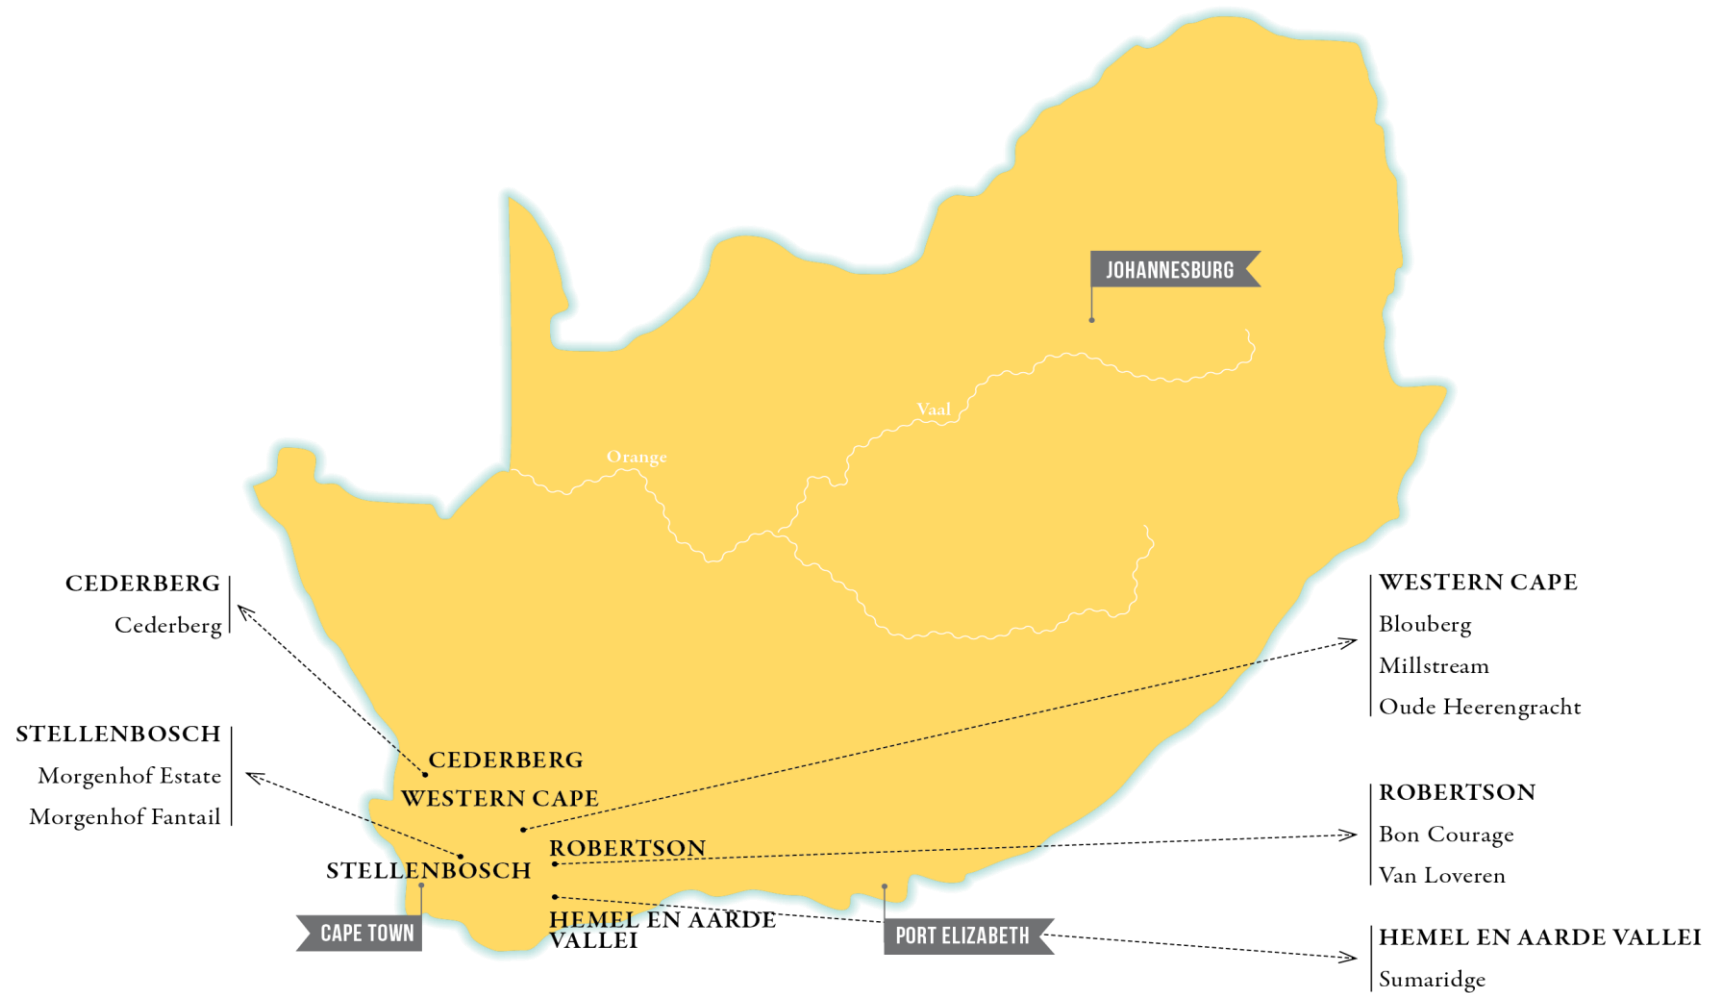 JOHANNESBURG
Vaal
Orange
CEDERBERG
Cederberg
STELLENBOSCH
Morgenhof Estate
Morgenhof Fantail
CEDERBERG
WESTERN CAPE
ROBERTSON
STELLENBOSCH
HEMEL EN AARDE
VALLEI
CAPE TOWN
PORT ELIZABETH
WESTERN CAPE
Blouberg
Millstream
Oude Heerengracht
ROBERTSON
Bon Courage
Van Loveren
HEMEL EN AARDE VALLEI
Sumaridge